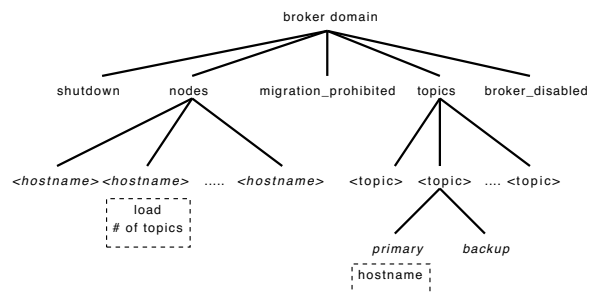 broker domain
shutdown nodes migration_prohibited topics broker_disabled
<hostname> <hostname> ..... <hostname> <topic> <topic> .... <topic>
load
# of topics
primary backup
hostname